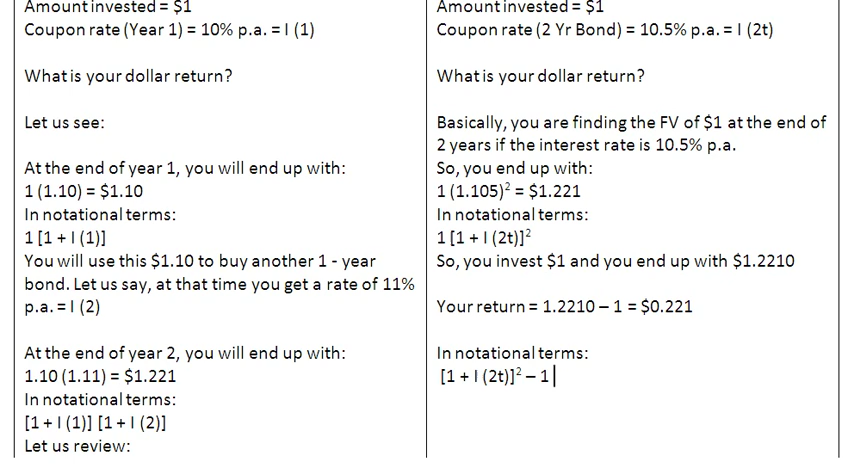 Amount invested = $1
Coupon rate (Year 1) = 10% p.a. = I (1)
What is your dollar return?
Let us see:
At the end of year 1, you will end up with:
1 (1.10) = $1.10
In notational terms:
1 [1 + I (1)]
You will use this $1.10 to buy another 1 - year
bond. Let us say, at that time you get a rate of 11%
p.a. = I (2)
At the end of year 2, you will end up with:
1.10 (1.11) = $1.221
In notational terms:
[1 + I (1)] [1 + I (2)]
Let us review:
Amount invested = $1
Coupon rate (2 Yr Bond) = 10.5% p.a. = I (2t)
What is your dollar return?
Basically, you are finding the FV of $1 at the end of
2 years if the interest rate is 10.5% p.a.
So, you end up with:
1 (1.105)² = $1.221
In notational terms:
1 [1 + I (2t)]²
So, you invest $1 and you end up with $1.2210
Your return = 1.2210 – 1 = $0.221
In notational terms:
[1 + I (2t)]² – 1